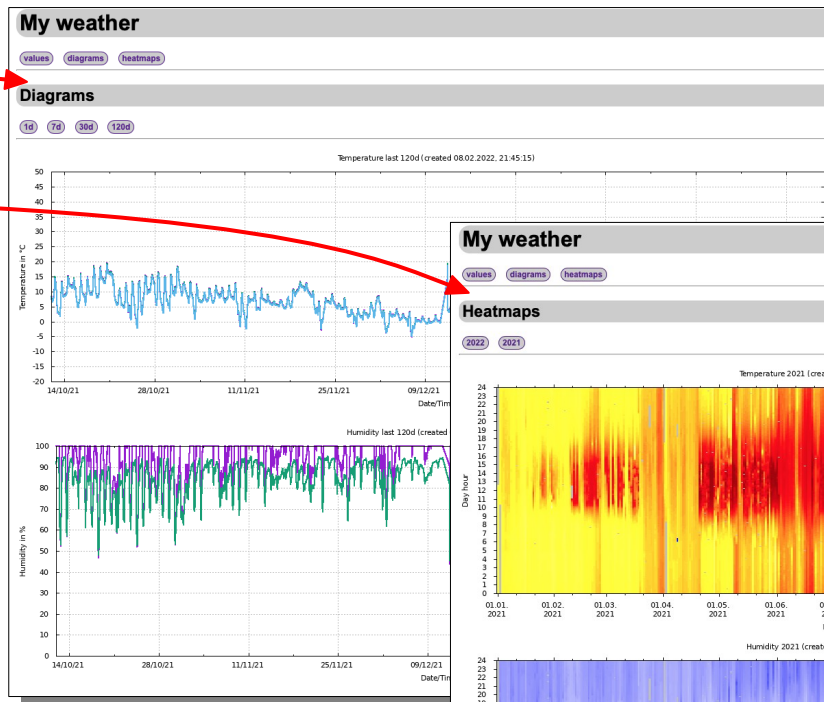 My weather
values diagrams heatmaps
Diagrams
1d 7d 30d 120d
Temperature last 120d (created 08.02.2022, 21:45:15)
Temperature in °C
50
45
40
35
30
25
20
15
10
5
0
-5
-10
-15
-20
14/10/21 28/10/21 11/11/21 25/11/21 09/12/21
Date/Tim
Humidity last 120d (created
Humidity in %
100
90
80
70
60
50
40
30
20
10
0
14/10/21 28/10/21 11/11/21 25/11/21 09/12/21
Date/Tim
My weather
values diagrams heatmaps
Heatmaps
2022 2021
Temperature 2021 (crea
Day hour
24
23
22
21
20
19
18
17
16
15
14
13
12
11
10
9
8
7
6
5
4
3
2
1
0
01.01. 01.02. 01.03. 01.04. 01.05. 01.06.
2021 2021 2021 2021 2021 2021
Humidity 2021 (create
24
23
22
21
20